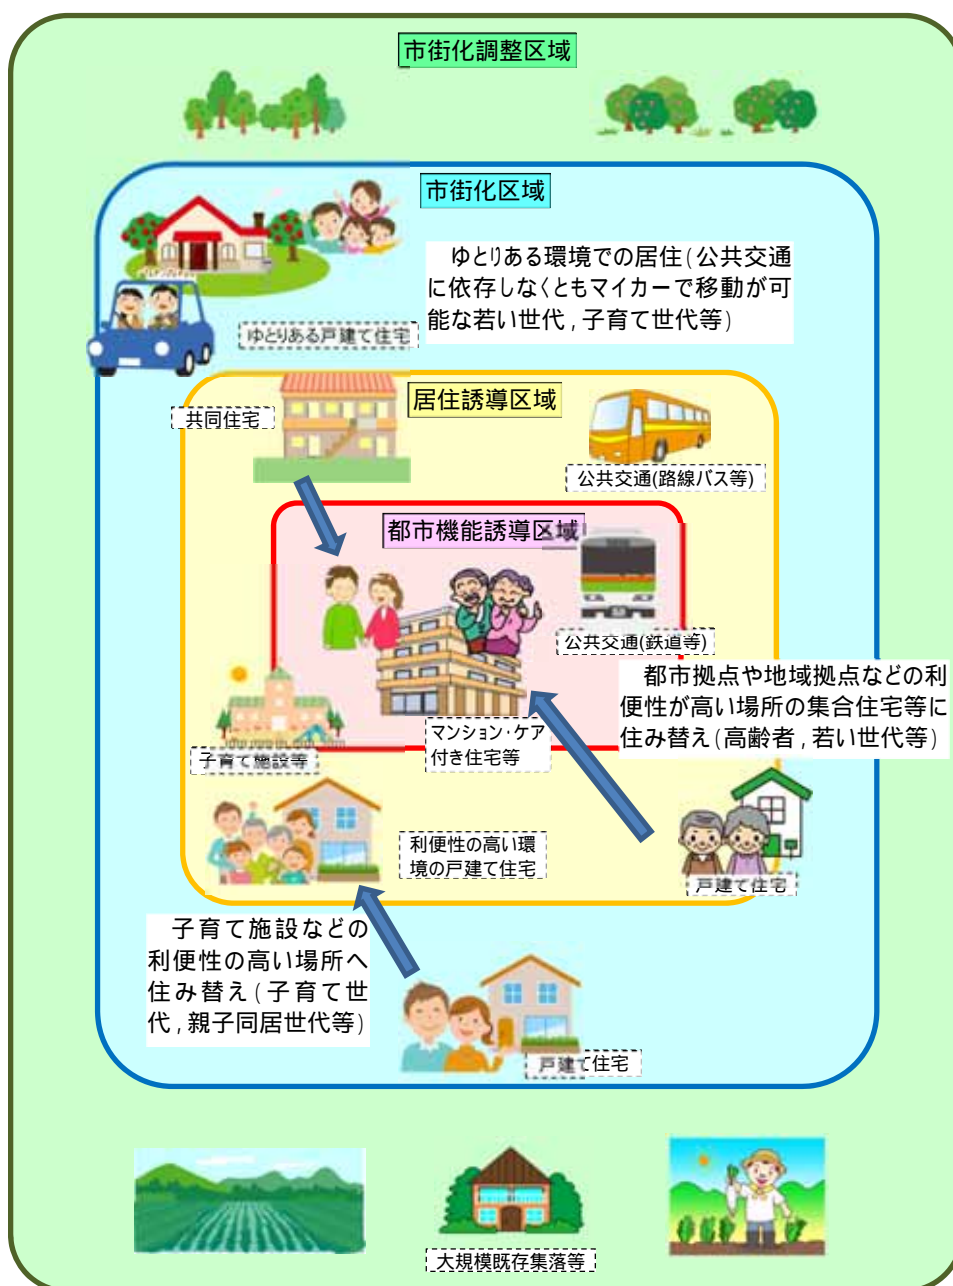 市街化調整区域
市街化区域
ゆとりある環境での居住(公共交通
に依存しなくともマイカーで移動が可
能な若い世代,子育て世代等)
ゆとりある戸建て住宅
居住誘導区域
共同住宅
公共交通(路線バス等)
都市機能誘導区域
公共交通(鉄道等)
都市拠点や地域拠点などの利
便性が高い場所の集合住宅等に
住み替え(高齢者,若い世代等)
マンション・ケア
付き住宅等
子育て施設等
利便性の高い環
境の戸建て住宅
戸建て住宅
子育て施設などの
利便性の高い場所へ
住み替え(子育て世
代,親子同居世代等)
戸建て住宅
大規模既存集落等